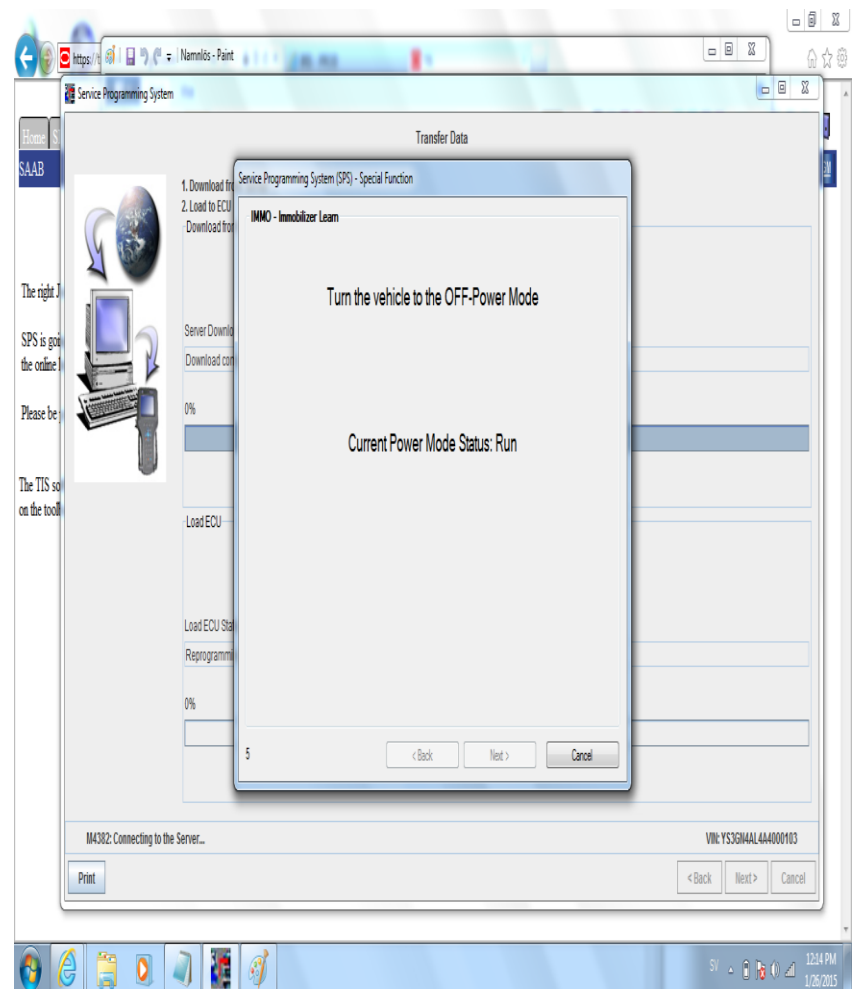 https://t
Namnlös - Paint
Service Programming System
Home
SAAB
GM
Transfer Data
1. Download fro
2. Load to ECU
Download from
Service Programming System (SPS) - Special Function
IMMO - Immobilizer Learn
Turn the vehicle to the OFF-Power Mode
Current Power Mode Status: Run
The right J
SPS is goi
the online
Please be
The TIS so
on the tool
Server Downlo
Download com
0%
Load ECU
Load ECU Stat
Reprogrammi
0%
5
< Back
Next >
Cancel
M4382: Connecting to the Server...
VIN: YS3GN4AL4A4000103
Print
< Back
Next >
Cancel
SV
12:14 PM
1/26/2015